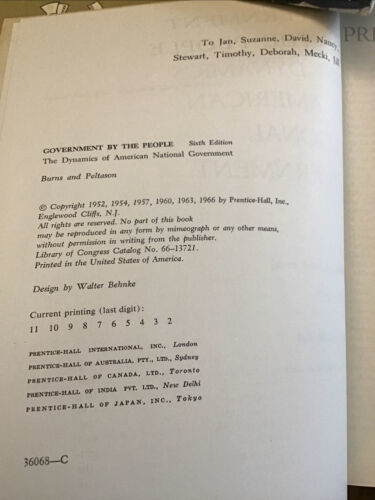 To Jan, Suzanne, David, Nancy,
Stewart, Timothy, Deborah, Mecki,
GOVERNMENT BY THE PEOPLE Sixth Edition
The Dynamics of American National Government
Burns and Peltason
© Copyright 1952, 1954, 1957, 1960, 1963, 1966 by Prentice-Hall, Inc.,
Englewood Cliffs, N.J.
All rights are reserved. No part of this book
may be reproduced in any form by mimeograph or any other means,
without permission in writing from the publisher.
Library of Congress Catalog No. 66-13721.
Printed in the United States of America.
Design by Walter Behnke
Current printing (last digit):
11 10 9 8 7 6 5 4 3 2
PRENTICE-HALL INTERNATIONAL, INC., London
PRENTICE-HALL OF AUSTRALIA, PTY., LTD., Sydney
PRENTICE-HALL OF CANADA, LTD., Toronto
PRENTICE-HALL OF INDIA PVT. LTD., New Delhi
PRENTICE-HALL OF JAPAN, INC., Tokyo
36068—C